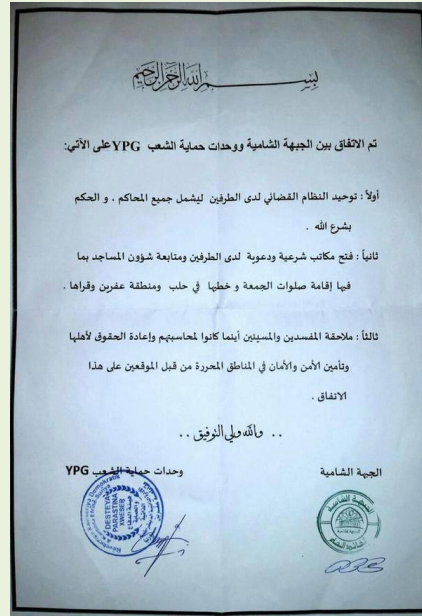 بسم الله الرحمن الرحيم
تم الاتفاق بين الجبهة الشامية ووحدات حماية الشعب YPG على الآتي:
أولاً : توحيد النظام القضائي لدى الطرفين ليشمل جميع المحاكم . و الحكم
بشرع الله .
ثانياً : فتح مكاتب شرعية ودعوية لدى الطرفين ومتابعة شؤون المساجد بما
فيها إقامة صلوات الجمعة و خطبها في حلب ومنطقة عفرين وقراها .
ثالثاً : ملاحقة المفسدين والمسيئين أينما كانوا لمحاسبتهم وإعادة الحقوق لأهلها
وتأمين الأمن والأمان في المناطق المحررة من قبل الموقعين على هذا
الاتفاق .
.. والله ولي التوفيق ..
الجبهة الشامية
وحدات حماية الشعب YPG
DESTEYA
PARASTINA
XWESER